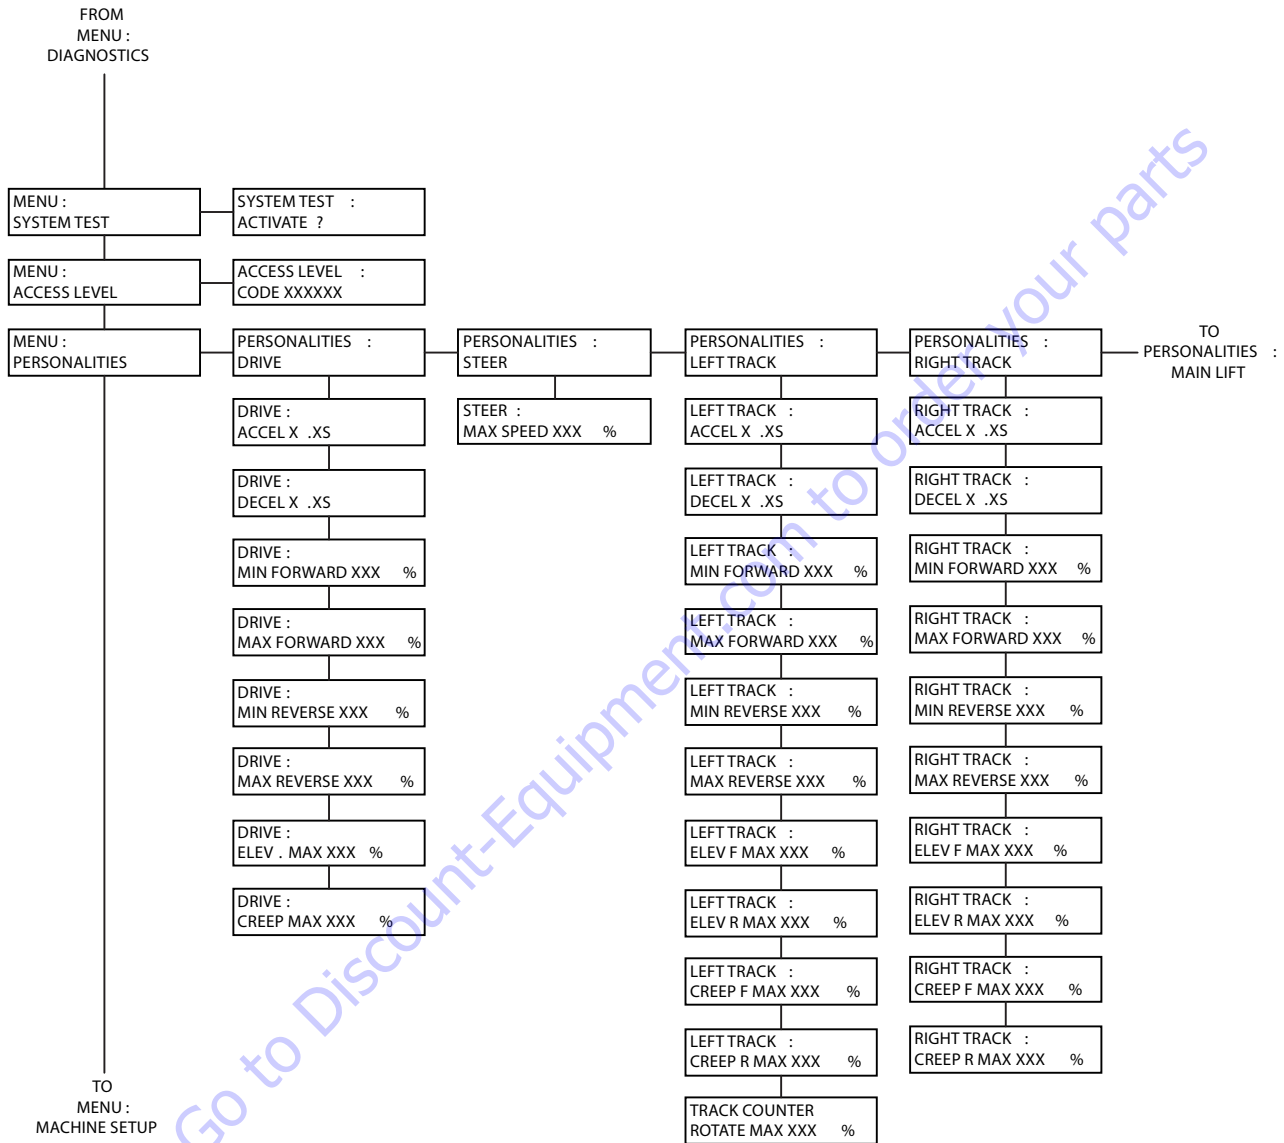 FROM
MENU :
DIAGNOSTICS
MENU :
SYSTEM TEST
SYSTEM TEST :
ACTIVATE ?
MENU :
ACCESS LEVEL
ACCESS LEVEL :
CODE XXXXXX
MENU :
PERSONALITIES
PERSONALITIES :
DRIVE
PERSONALITIES :
STEER
PERSONALITIES :
LEFT TRACK
PERSONALITIES :
RIGHT TRACK
TO
PERSONALITIES :
MAIN LIFT
DRIVE :
ACCEL X .XS
DRIVE :
DECEL X .XS
DRIVE :
MIN FORWARD XXX %
DRIVE :
MAX FORWARD XXX %
DRIVE :
MIN REVERSE XXX %
DRIVE :
MAX REVERSE XXX %
DRIVE :
ELEV . MAX XXX %
DRIVE :
CREEP MAX XXX %
STEER :
MAX SPEED XXX %
LEFT TRACK :
ACCEL X .XS
LEFT TRACK :
DECEL X .XS
LEFT TRACK :
MIN FORWARD XXX %
LEFT TRACK :
MAX FORWARD XXX %
LEFT TRACK :
MIN REVERSE XXX %
LEFT TRACK :
MAX REVERSE XXX %
LEFT TRACK :
ELEV F MAX XXX %
LEFT TRACK :
ELEV R MAX XXX %
LEFT TRACK :
CREEP F MAX XXX %
LEFT TRACK :
CREEP R MAX XXX %
TRACK COUNTER
ROTATE MAX XXX %
RIGHT TRACK :
ACCEL X .XS
RIGHT TRACK :
DECEL X .XS
RIGHT TRACK :
MIN FORWARD XXX %
RIGHT TRACK :
MAX FORWARD XXX %
RIGHT TRACK :
MIN REVERSE XXX %
RIGHT TRACK :
MAX REVERSE XXX %
RIGHT TRACK :
ELEV F MAX XXX %
RIGHT TRACK :
ELEV R MAX XXX %
RIGHT TRACK :
CREEP F MAX XXX %
RIGHT TRACK :
CREEP R MAX XXX %
TO
MENU :
MACHINE SETUP
Go to Discount-Equipment.com to order your parts